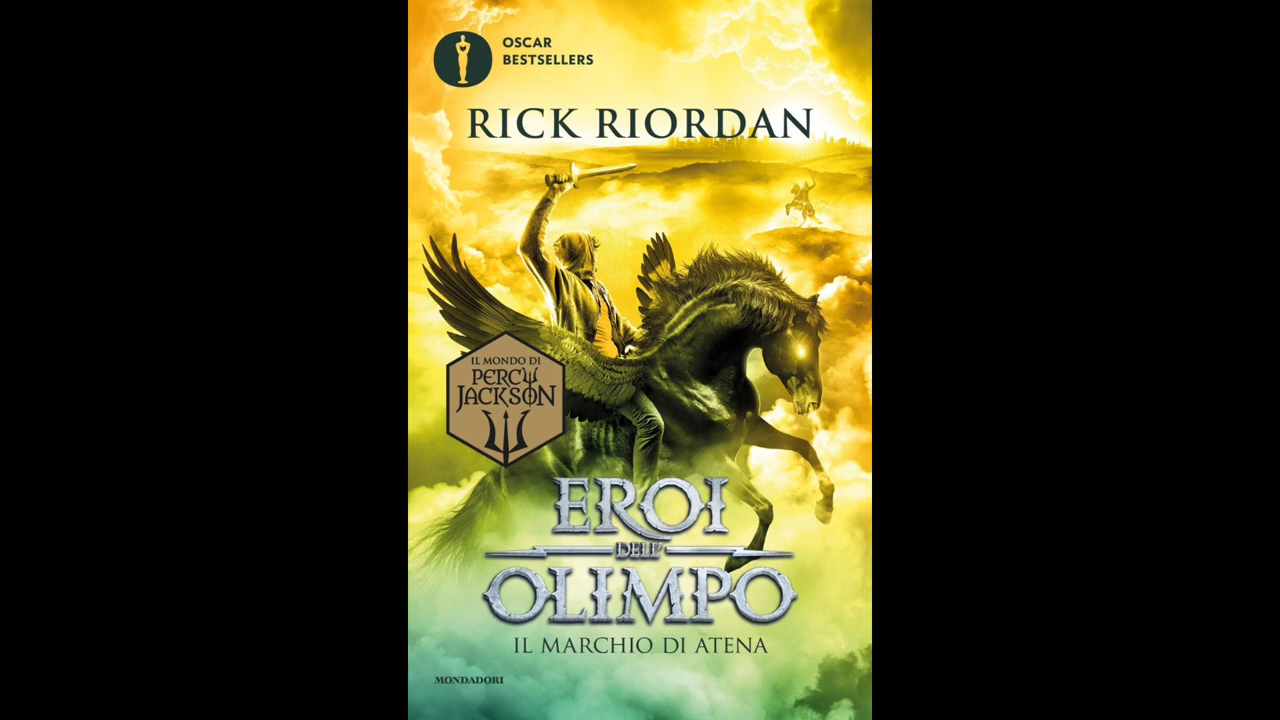 OSCAR
BESTSELLERS
RICK RIORDAN
IL MONDO DI
PERCY
JACKSON
EROI
DELL'
OLIMPO
IL MARCHIO DI ATENA
MONDADORI